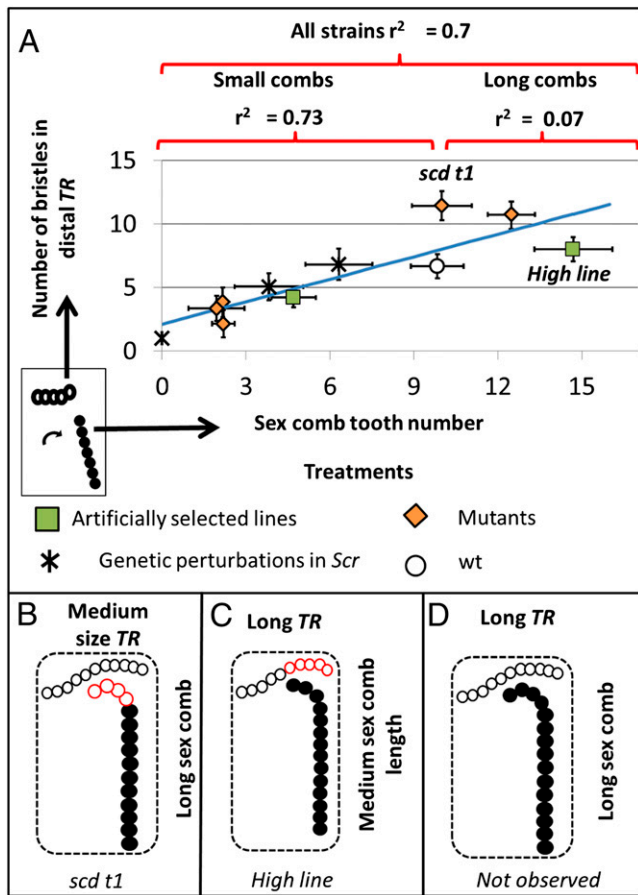 A
All strains r² = 0.7
Small combs
Long combs
r² = 0.73
r² = 0.07
Number of bristles in
distal TR
15
10
5
0
scd t1
High line
0
3
6
9
12
15
Sex comb tooth number
Treatments
Artificially selected lines
Mutants
Genetic perturbations in Scr
wt
B
Medium
size TR
Long sex comb
scd t1
C
Long TR
Medium sex comb
length
High line
D
Long TR
Long sex comb
Not observed